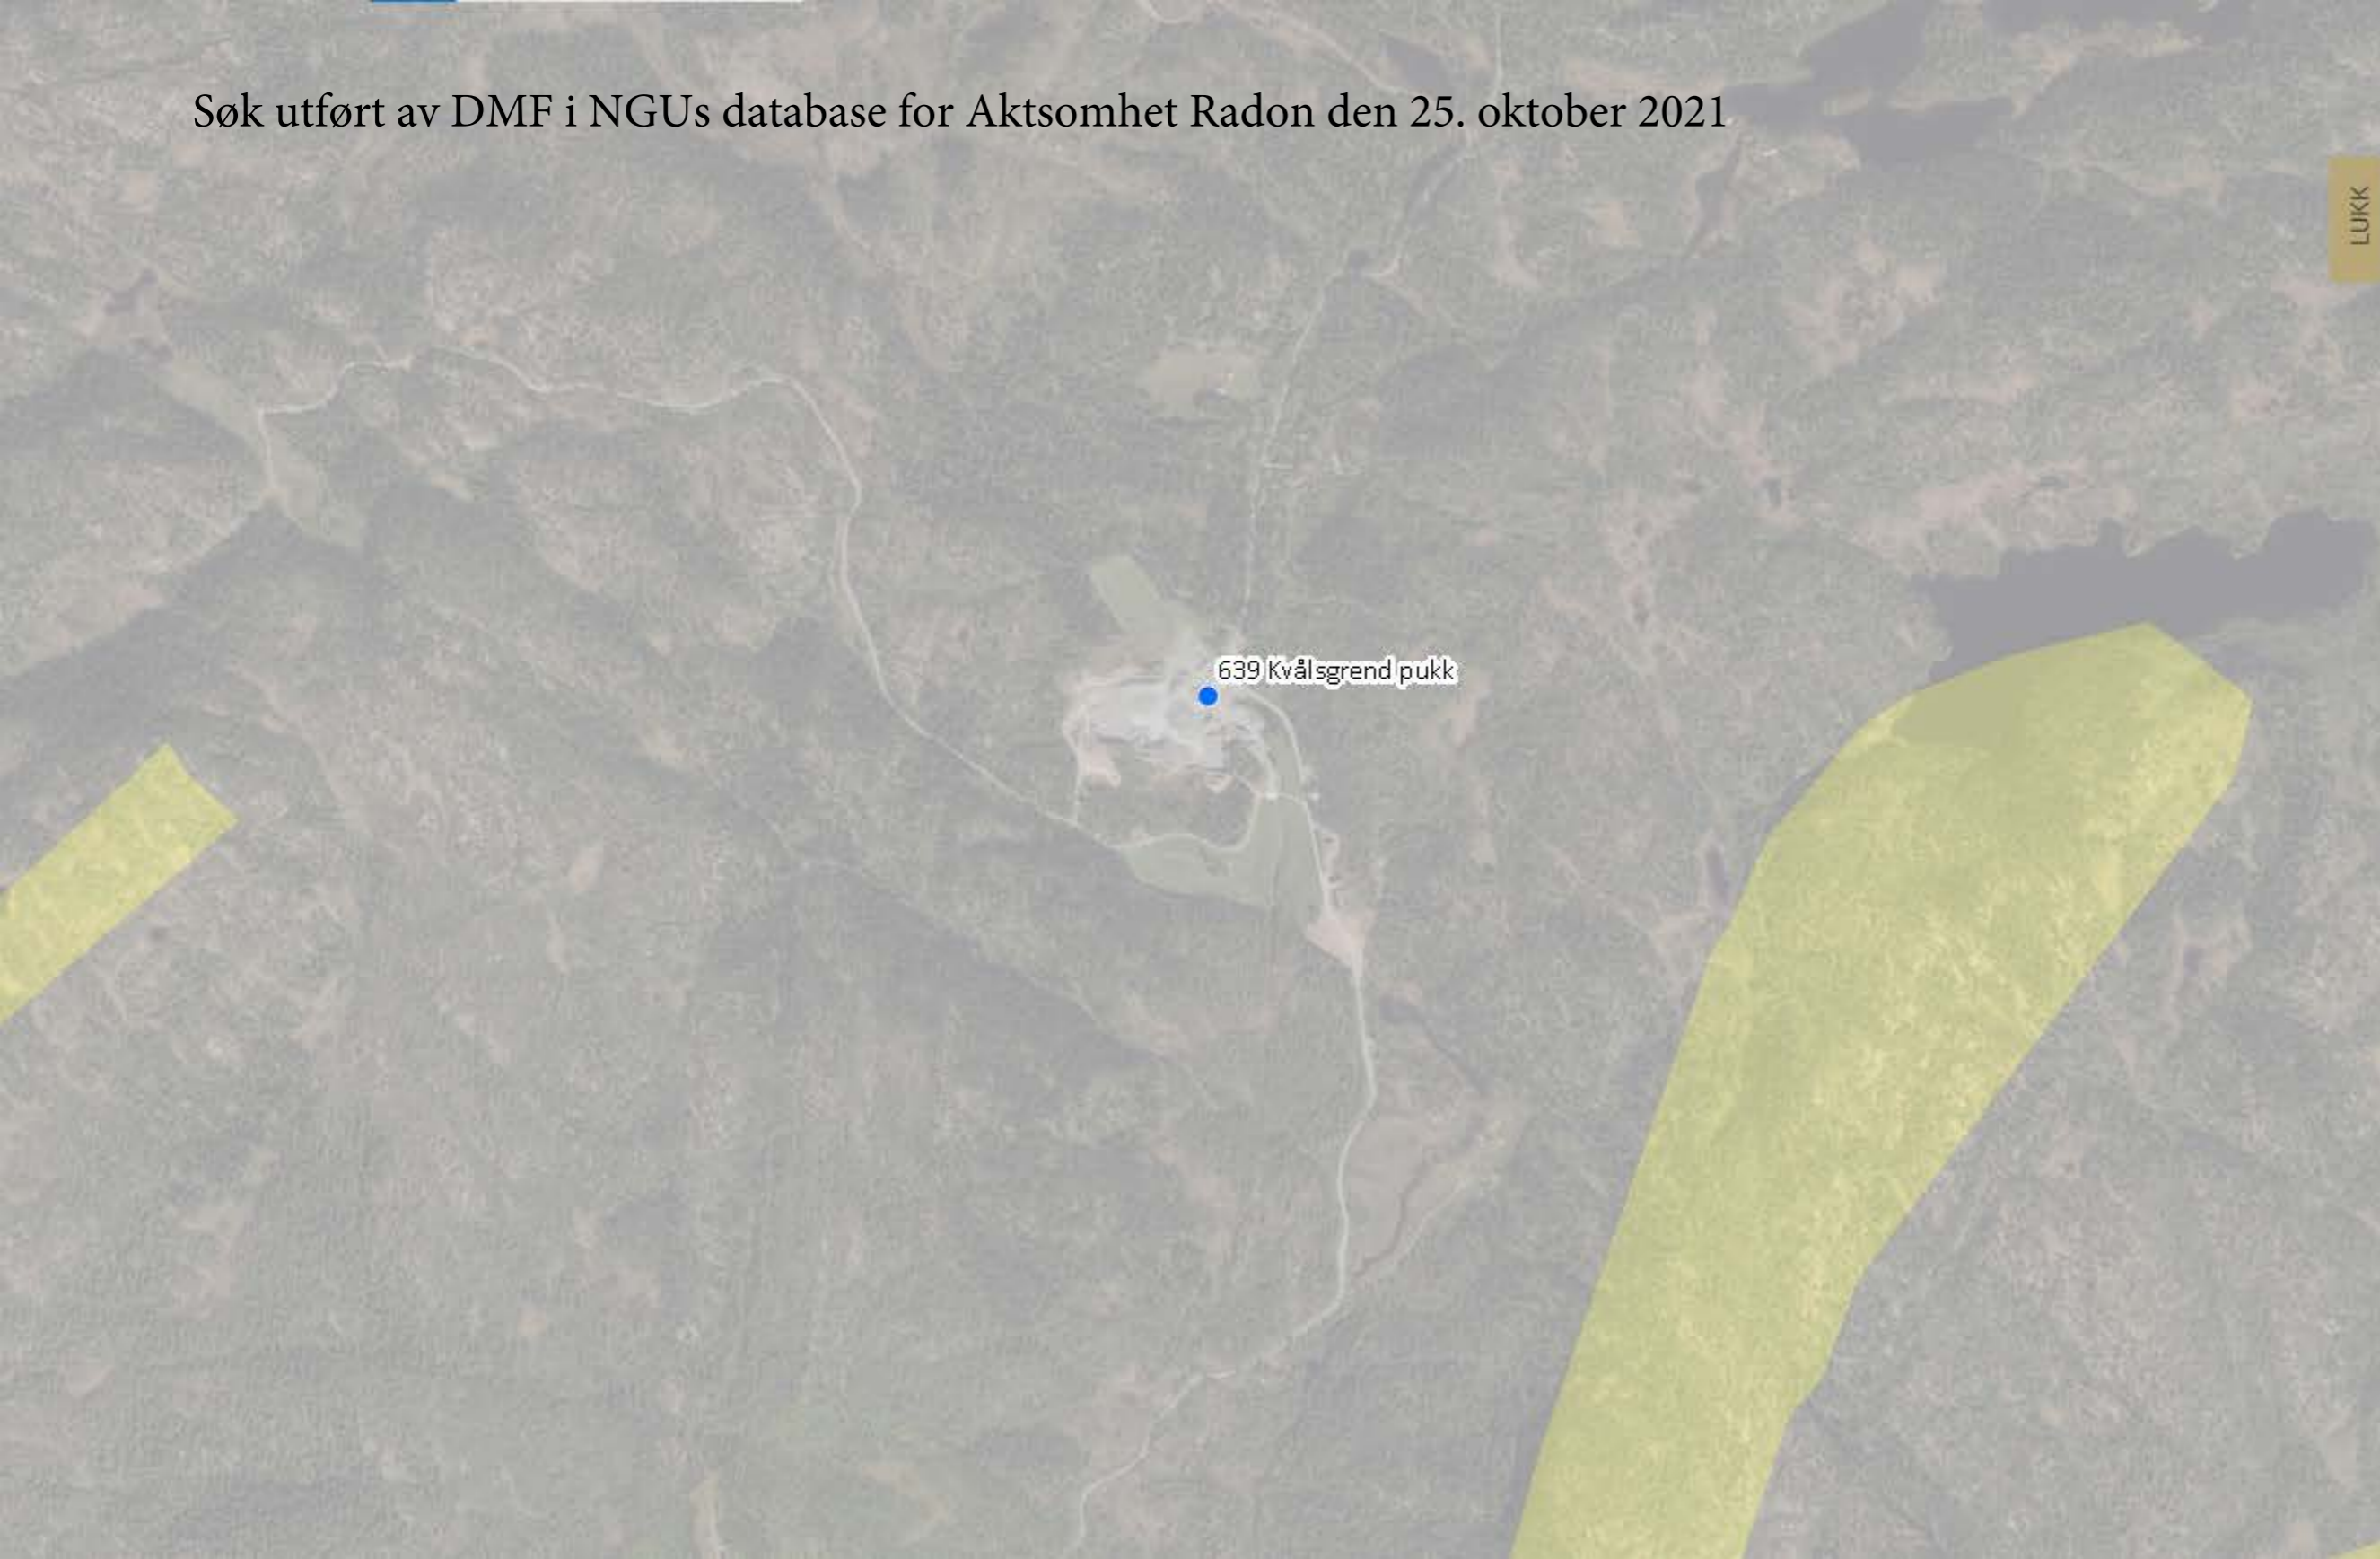 Søk utført av DMF i NGUs database for Aktsomhet Radon den 25. oktober 2021
LUKK
639 Kvålsgrend pukk